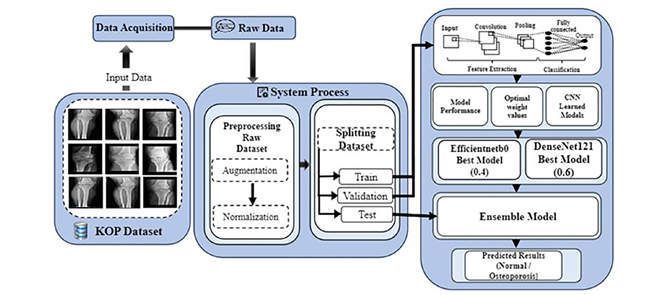 Data Acquisition
Raw Data
Input Data
KOP Dataset
System Process
Preprocessing
Raw
Dataset
Augmentation
Normalization
Splitting
Dataset
Train
Validation
Test
Input
Convolution
Pooling
Fully
connected
Output
Feature Extraction
Classification
Model
Performance
Optimal
weight
values
CNN
Learned
Models
Efficientnetb0
Best Model
(0.4)
DenseNet121
Best Model
(0.6)
Ensemble Model
Predicted Results
(Normal /
Osteoporosis)